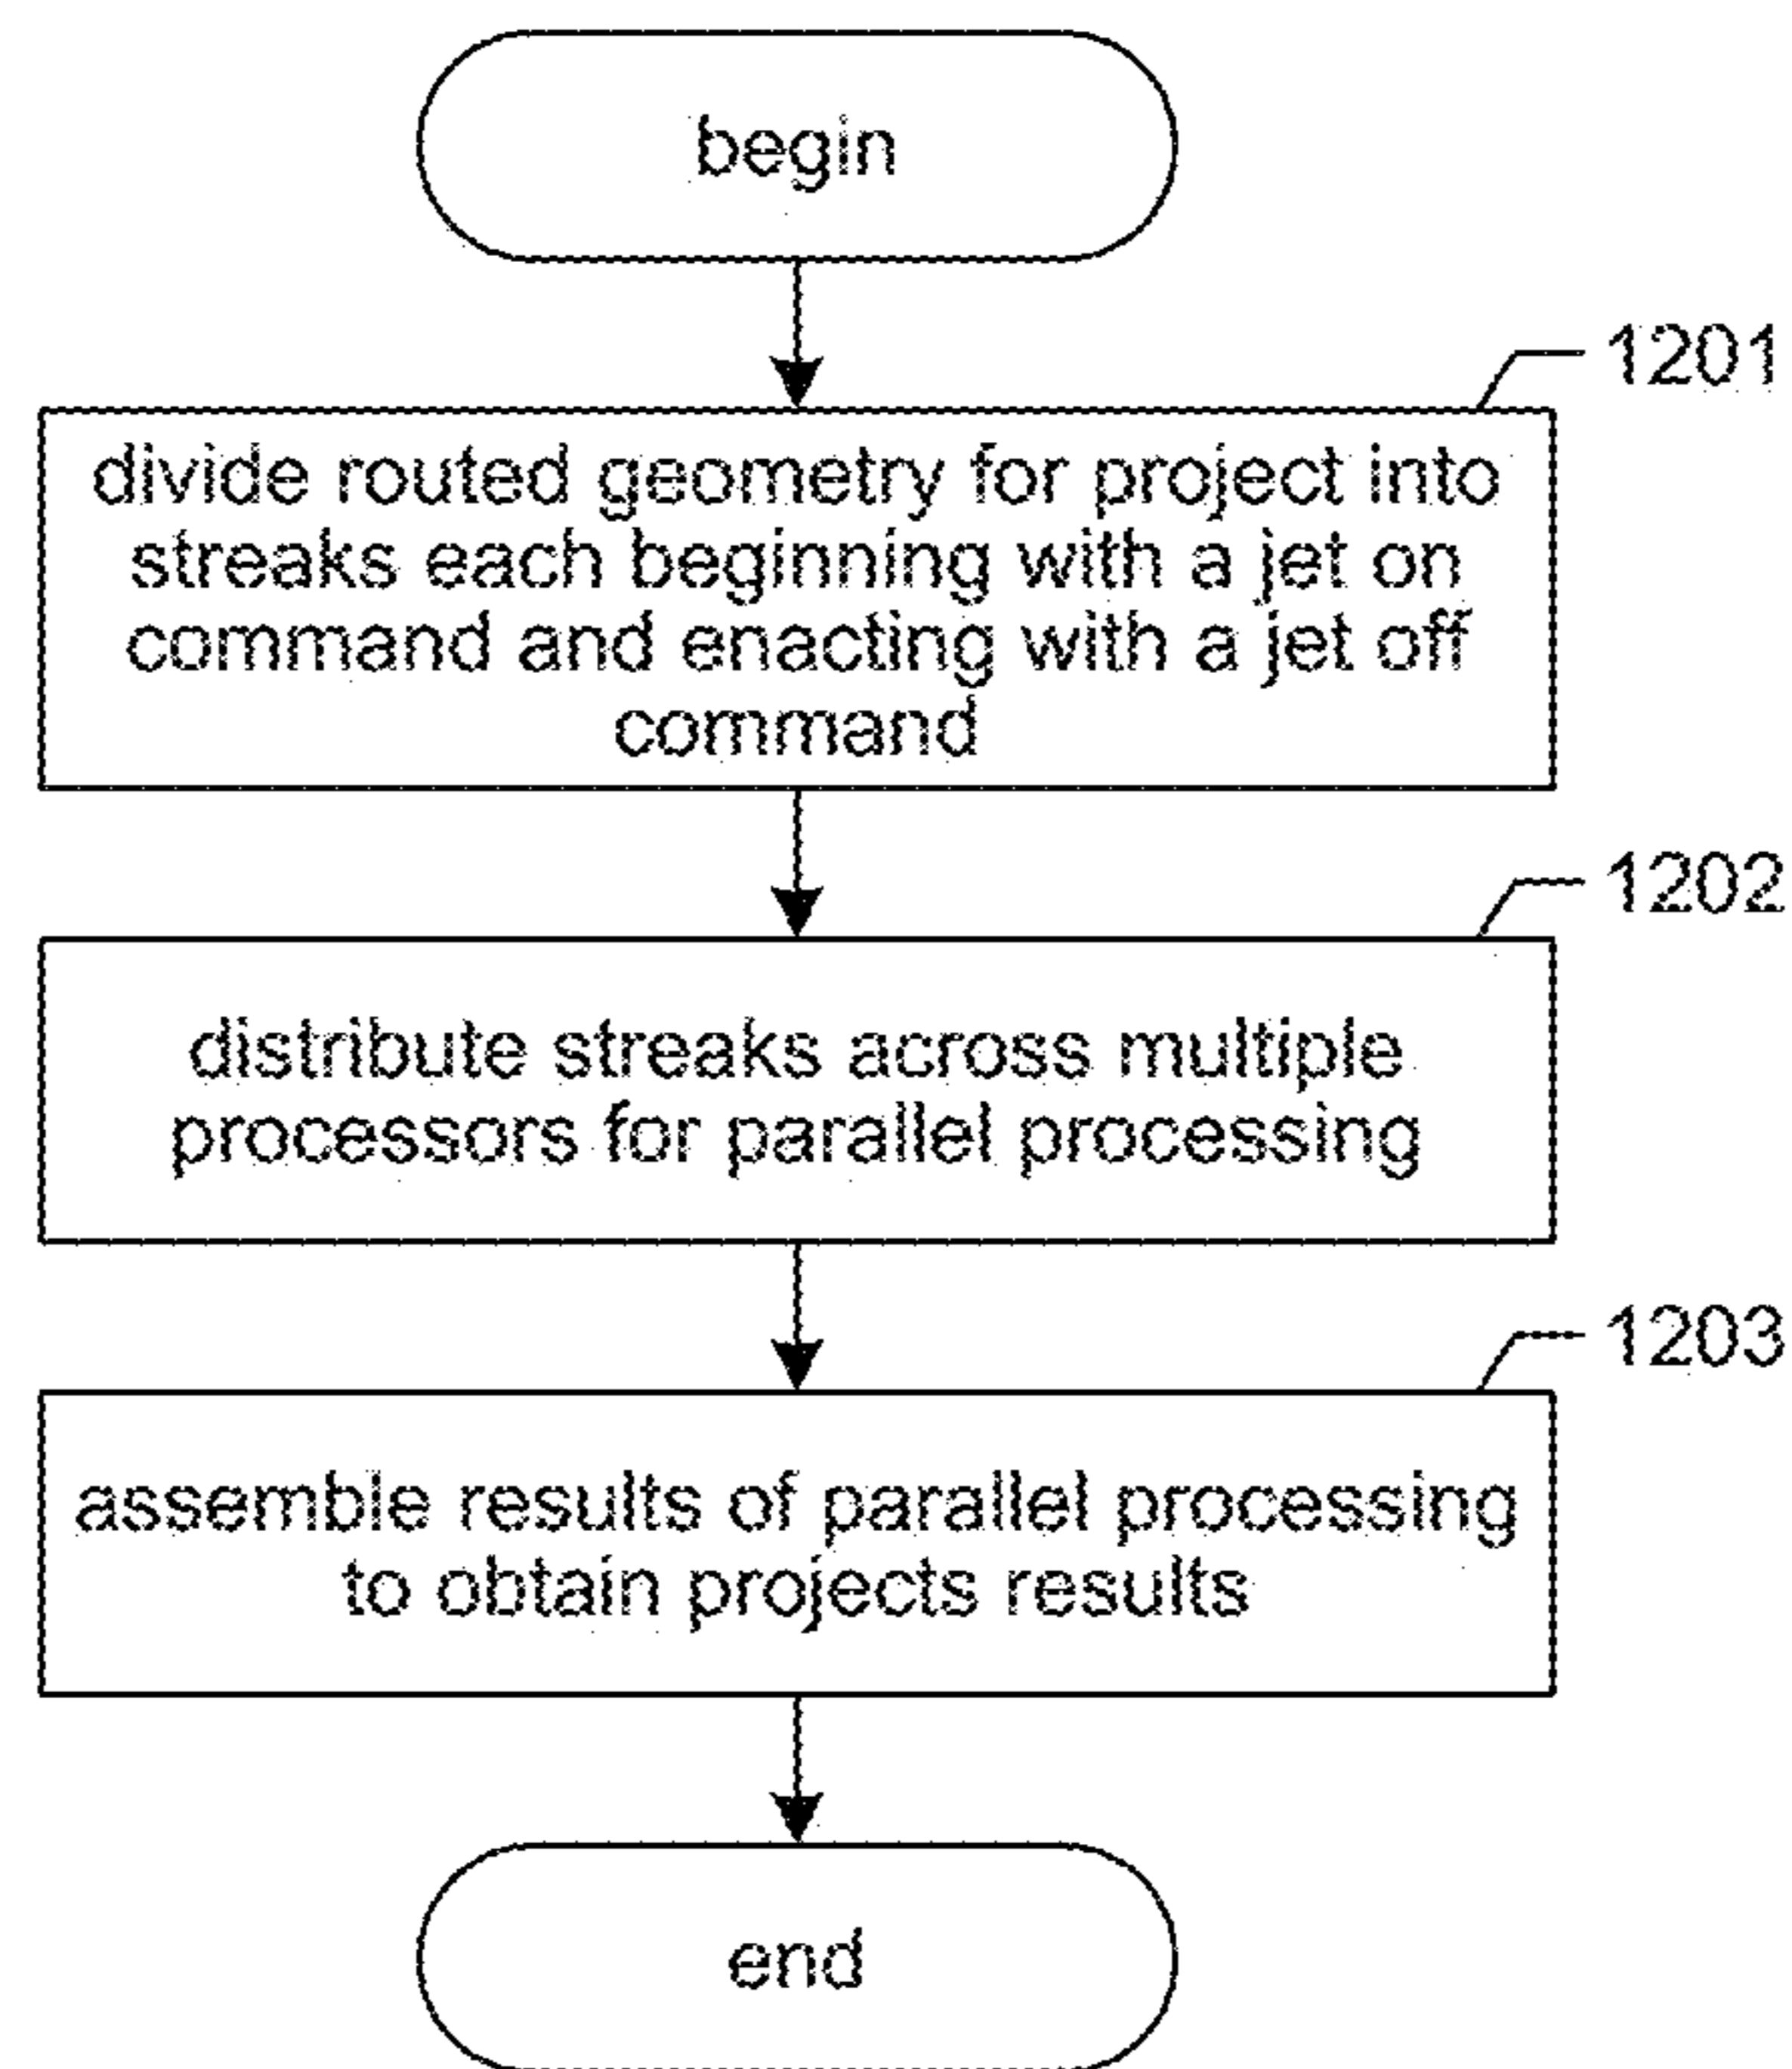 begin
1201
divide routed geometry for project into
streaks each beginning with a jet on
command and enacting with a jet off
command
1202
distribute streaks across multiple
processors for parallel processing
1203
assemble results of parallel processing
to obtain projects results
end